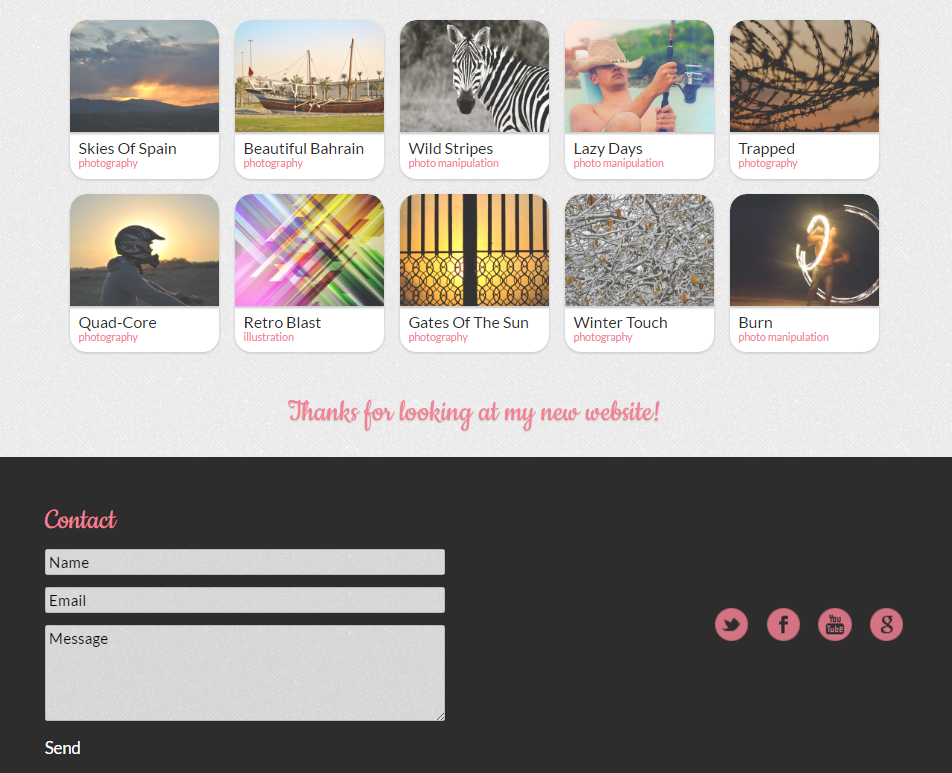 Skies Of Spain
photography
Beautiful Bahrain
photography
Wild Stripes
photo manipulation
Lazy Days
photo manipulation
Trapped
photography
Quad-Core
photography
Retro Blast
illustration
Gates Of The Sun
photography
Winter Touch
photography
Burn
photo manipulation
Thanks for looking at my new website!
Contact
Name
Email
Message
Send
You
Tube